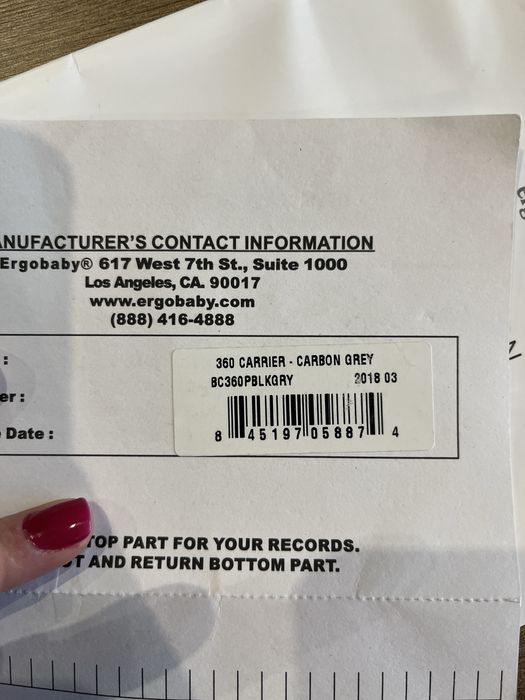 ANUFACTURER'S CONTACT INFORMATION
Ergobaby® 617 West 7th St., Suite 1000
Los Angeles, CA. 90017
www.ergobaby.com
(888) 416-4888
:
er :
Date :
360 CARRIER - CARBON GREY
BC360PBLKGRY 2018 03
8 45197 05887 4
TOP PART FOR YOUR RECORDS.
AND RETURN BOTTOM PART.